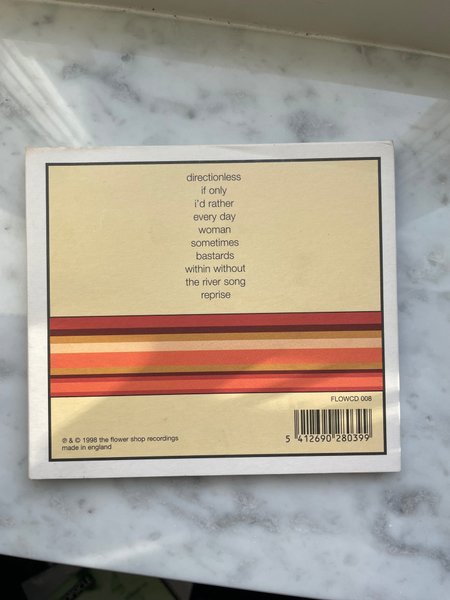 directionless
if only
i'd rather
every day
woman
sometimes
bastards
within without
the river song
reprise
FLOWCD 008
℗ & © 1998 the flower shop recordings
made in england
5 412690 280399